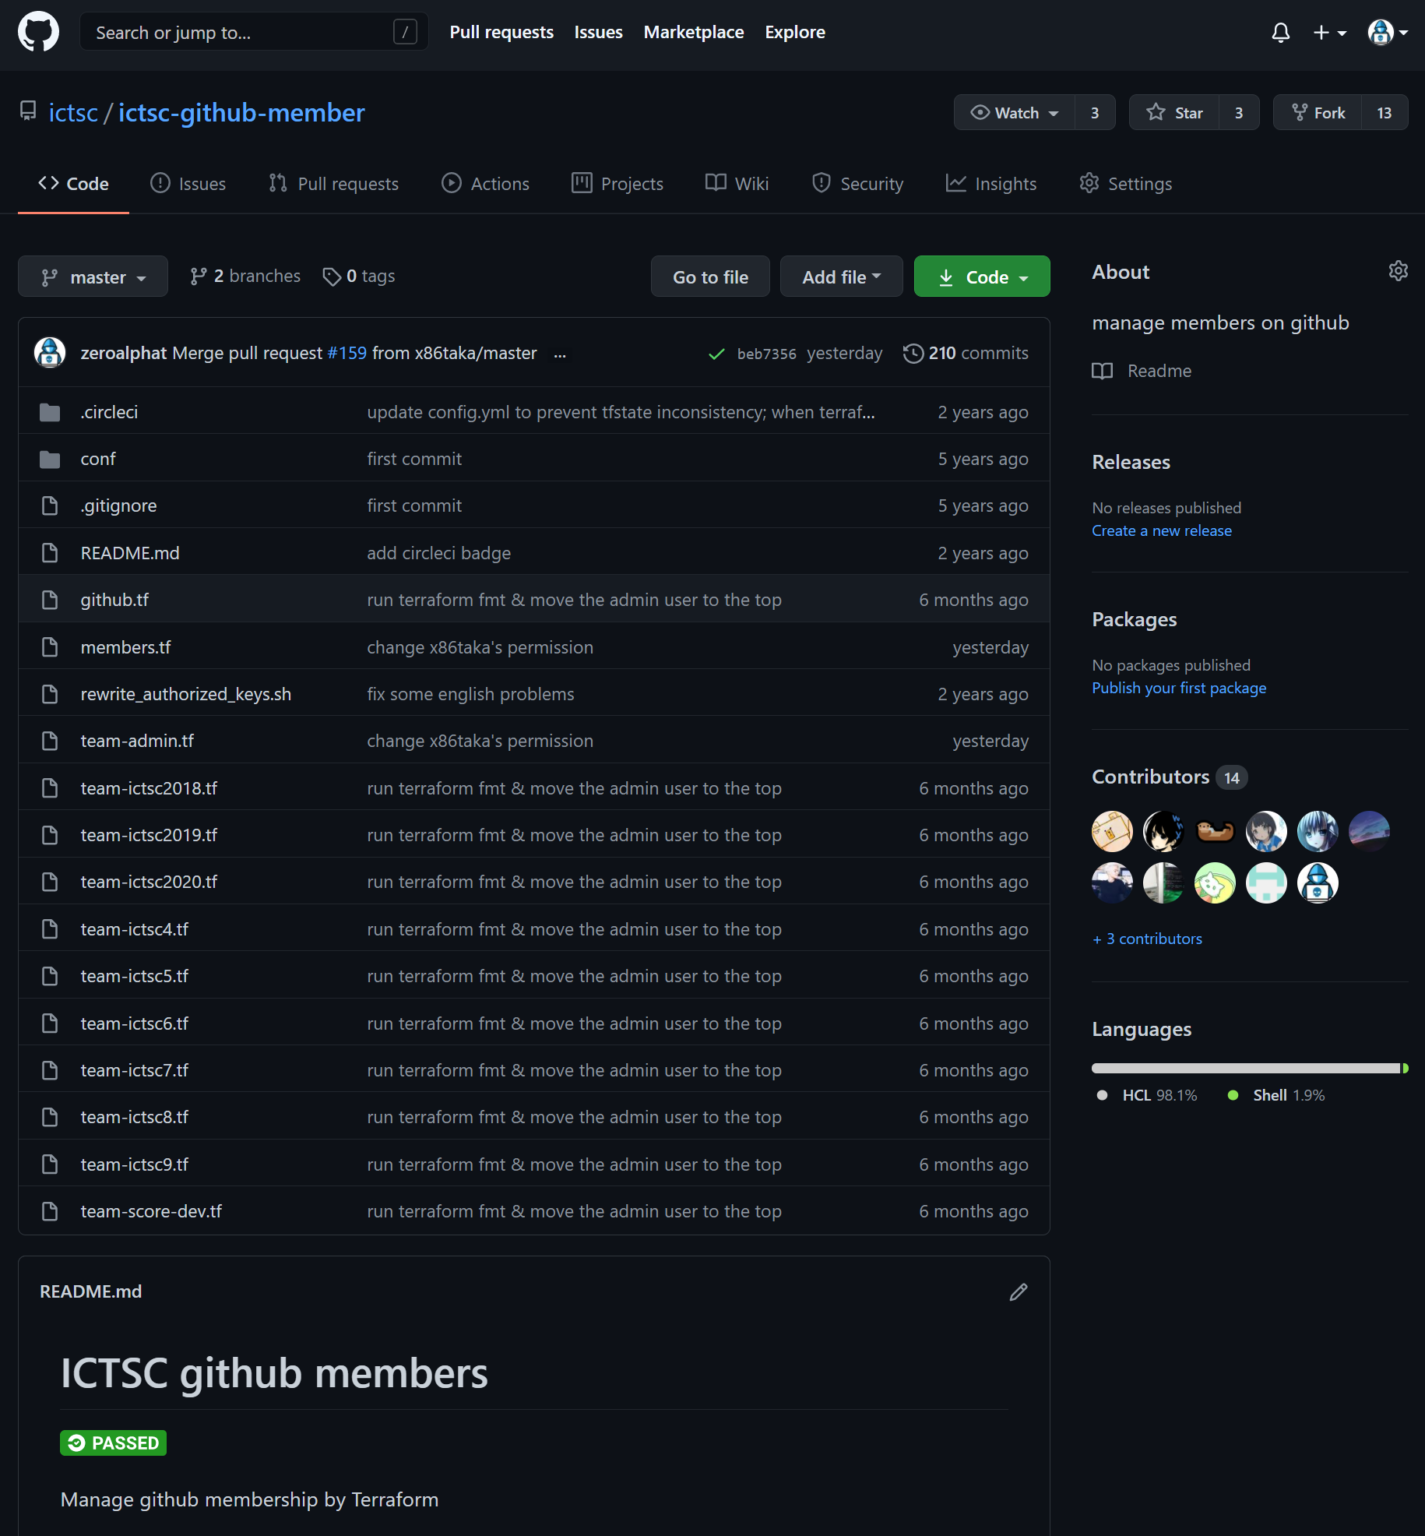 Search or jump to... /
Pull requests Issues Marketplace Explore
ictsc / ictsc-github-member
Watch 3 Star 3 Fork 13
Code Issues Pull requests Actions Projects Wiki Security Insights Settings
master 2 branches 0 tags Go to file Add file Code
zeroalphat Merge pull request #159 from x86taka/master ... beb7356 yesterday 210 commits
.circleci update config.yml to prevent tfstate inconsistency; when terraf... 2 years ago
conf first commit 5 years ago
.gitignore first commit 5 years ago
README.md add circleci badge 2 years ago
github.tf run terraform fmt & move the admin user to the top 6 months ago
members.tf change x86taka's permission yesterday
rewrite_authorized_keys.sh fix some english problems 2 years ago
team-admin.tf change x86taka's permission yesterday
team-ictsc2018.tf run terraform fmt & move the admin user to the top 6 months ago
team-ictsc2019.tf run terraform fmt & move the admin user to the top 6 months ago
team-ictsc2020.tf run terraform fmt & move the admin user to the top 6 months ago
team-ictsc4.tf run terraform fmt & move the admin user to the top 6 months ago
team-ictsc5.tf run terraform fmt & move the admin user to the top 6 months ago
team-ictsc6.tf run terraform fmt & move the admin user to the top 6 months ago
team-ictsc7.tf run terraform fmt & move the admin user to the top 6 months ago
team-ictsc8.tf run terraform fmt & move the admin user to the top 6 months ago
team-ictsc9.tf run terraform fmt & move the admin user to the top 6 months ago
team-score-dev.tf run terraform fmt & move the admin user to the top 6 months ago
README.md
ICTSC github members
PASSED
Manage github membership by Terraform
About
manage members on github
Readme
Releases
No releases published
Create a new release
Packages
No packages published
Publish your first package
Contributors 14
+ 3 contributors
Languages
HCL 98.1% Shell 1.9%